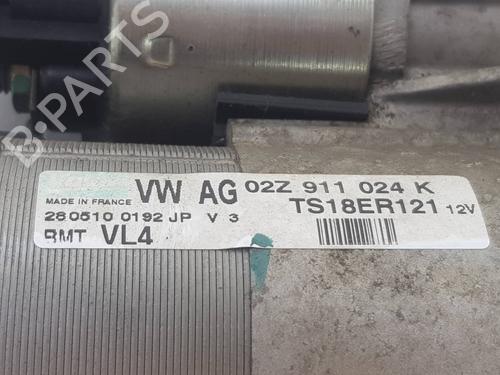 B-PARTS
VW AG 02Z 911 024 K
MADE IN FRANCE TS18ER121 12V
280510 0192 JP V 3
BMT VL4